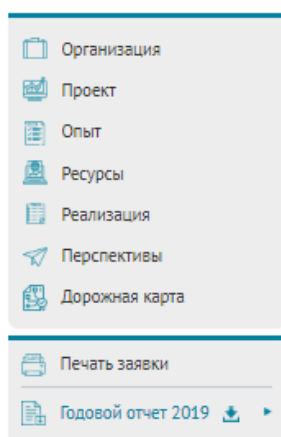 Организация
Проект
Опыт
Ресурсы
Реализация
Перспективы
Дорожная карта
Печать заявки
Годовой отчет 2019